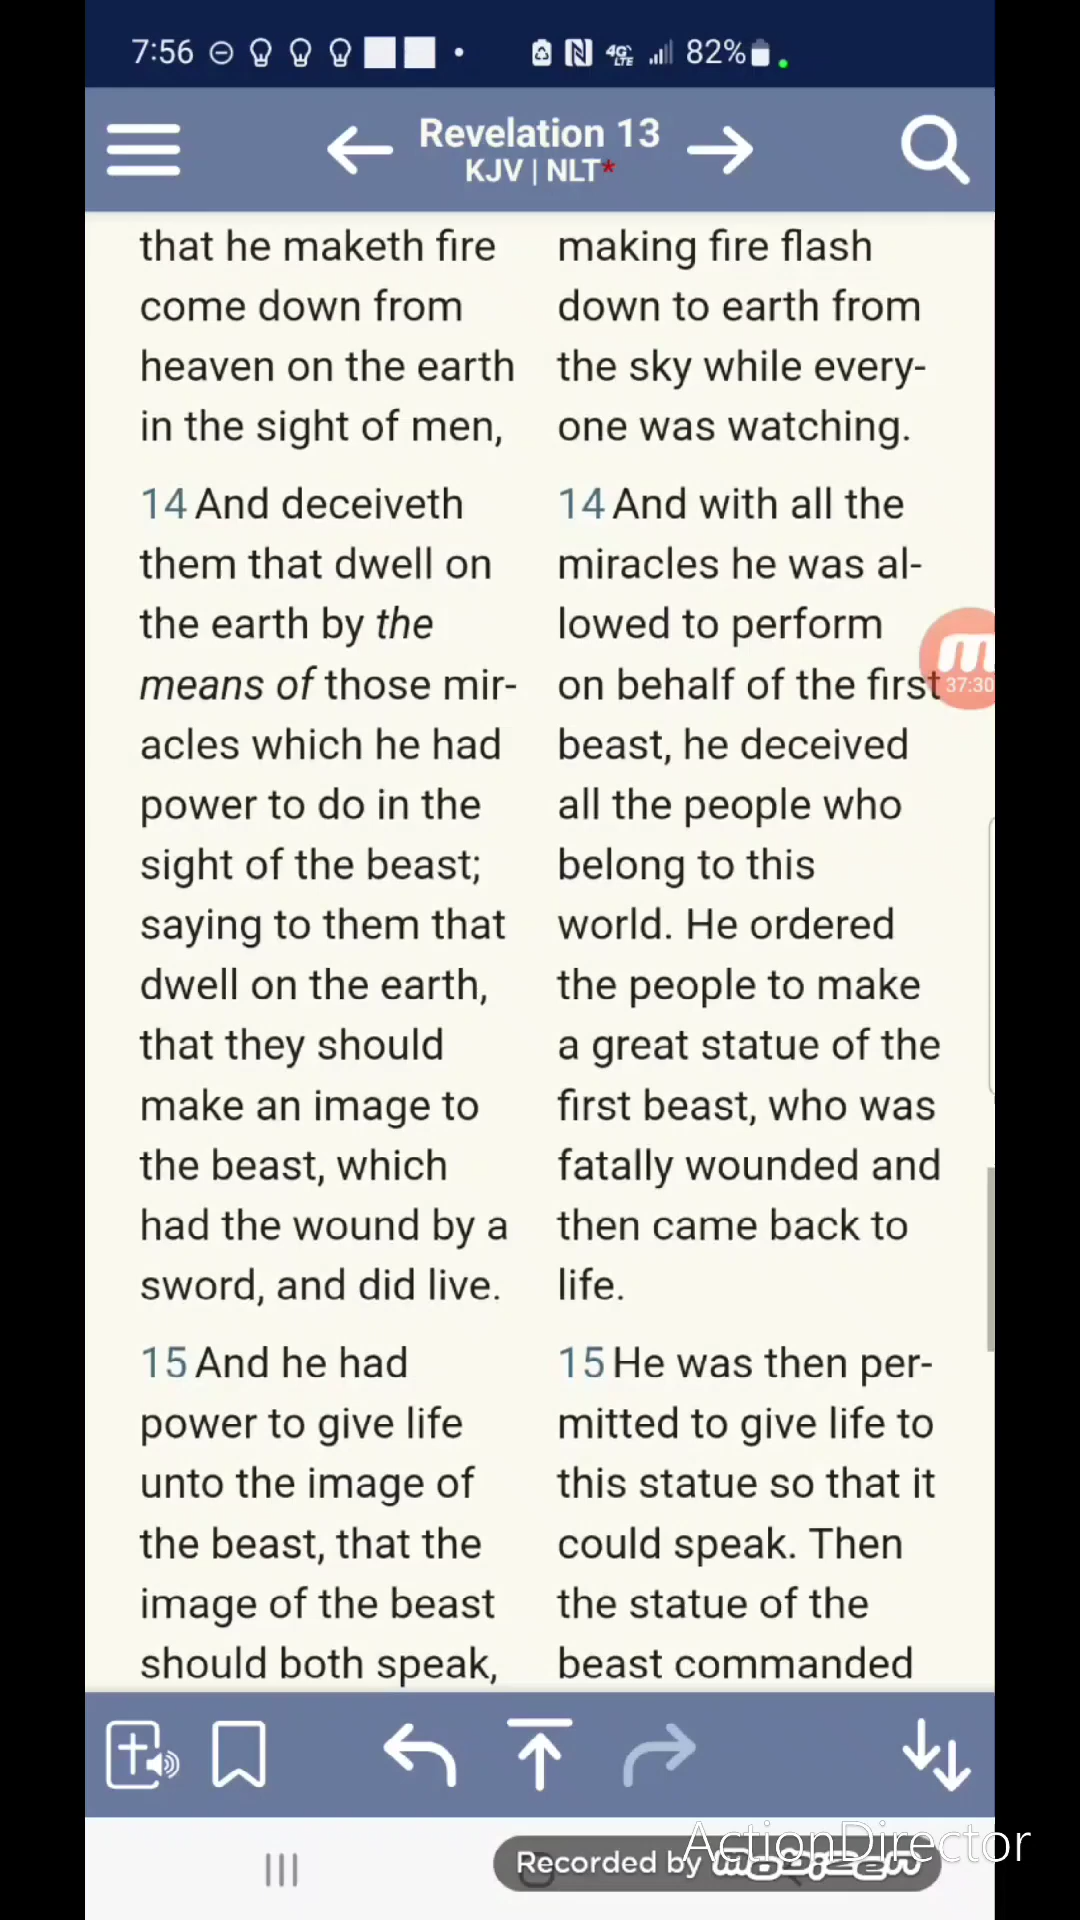 7:56
4G LTE
82%
Revelation 13
KJV | NLT*
that he maketh fire
come down from
heaven on the earth
in the sight of men,
14 And deceiveth
them that dwell on
the earth by the
means of those mir-
acles which he had
power to do in the
sight of the beast;
saying to them that
dwell on the earth,
that they should
make an image to
the beast, which
had the wound by a
sword, and did live.
15 And he had
power to give life
unto the image of
the beast, that the
image of the beast
should both speak,
making fire flash
down to earth from
the sky while every-
one was watching.
14 And with all the
miracles he was al-
lowed to perform
on behalf of the first
beast, he deceived
all the people who
belong to this
world. He ordered
the people to make
a great statue of the
first beast, who was
fatally wounded and
then came back to
life.
15 He was then per-
mitted to give life to
this statue so that it
could speak. Then
the statue of the
beast commanded
m
37:30
ActionDirector
Recorded by mobizen